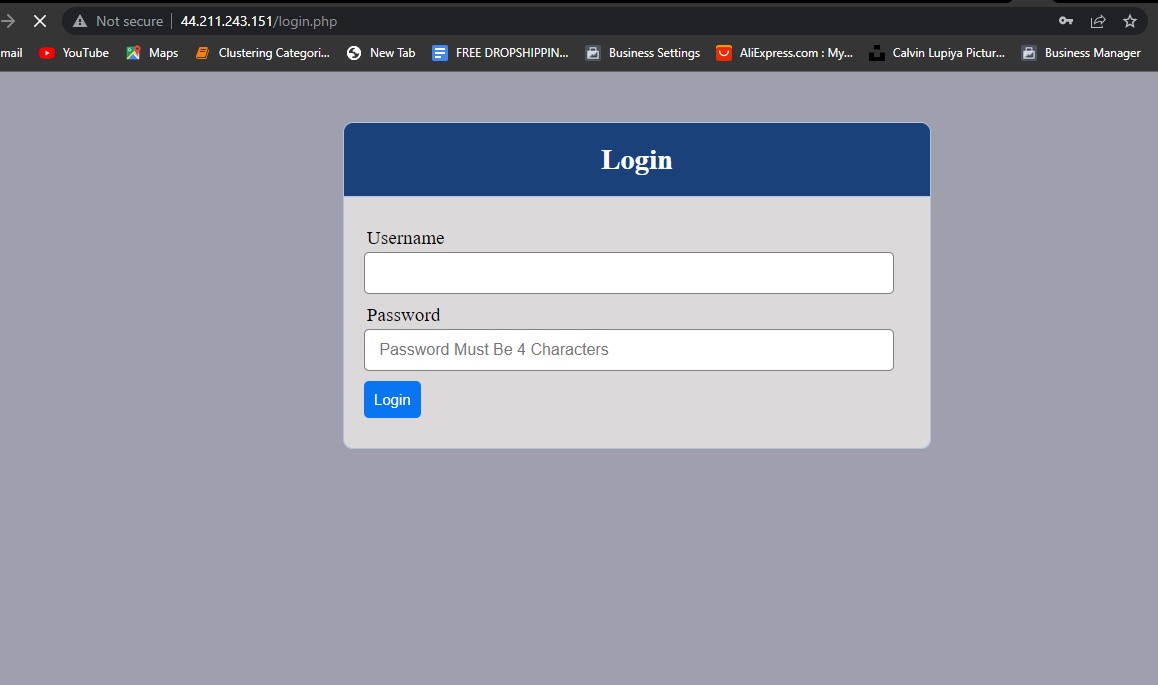 Not secure 44.211.243.151/login.php
mail YouTube Maps Clustering Categori... New Tab FREE DROPSHIPPIN... Business Settings AliExpress.com : My... Calvin Lupiya Pictur... Business Manager
Login
Username
Password
Password Must Be 4 Characters
Login